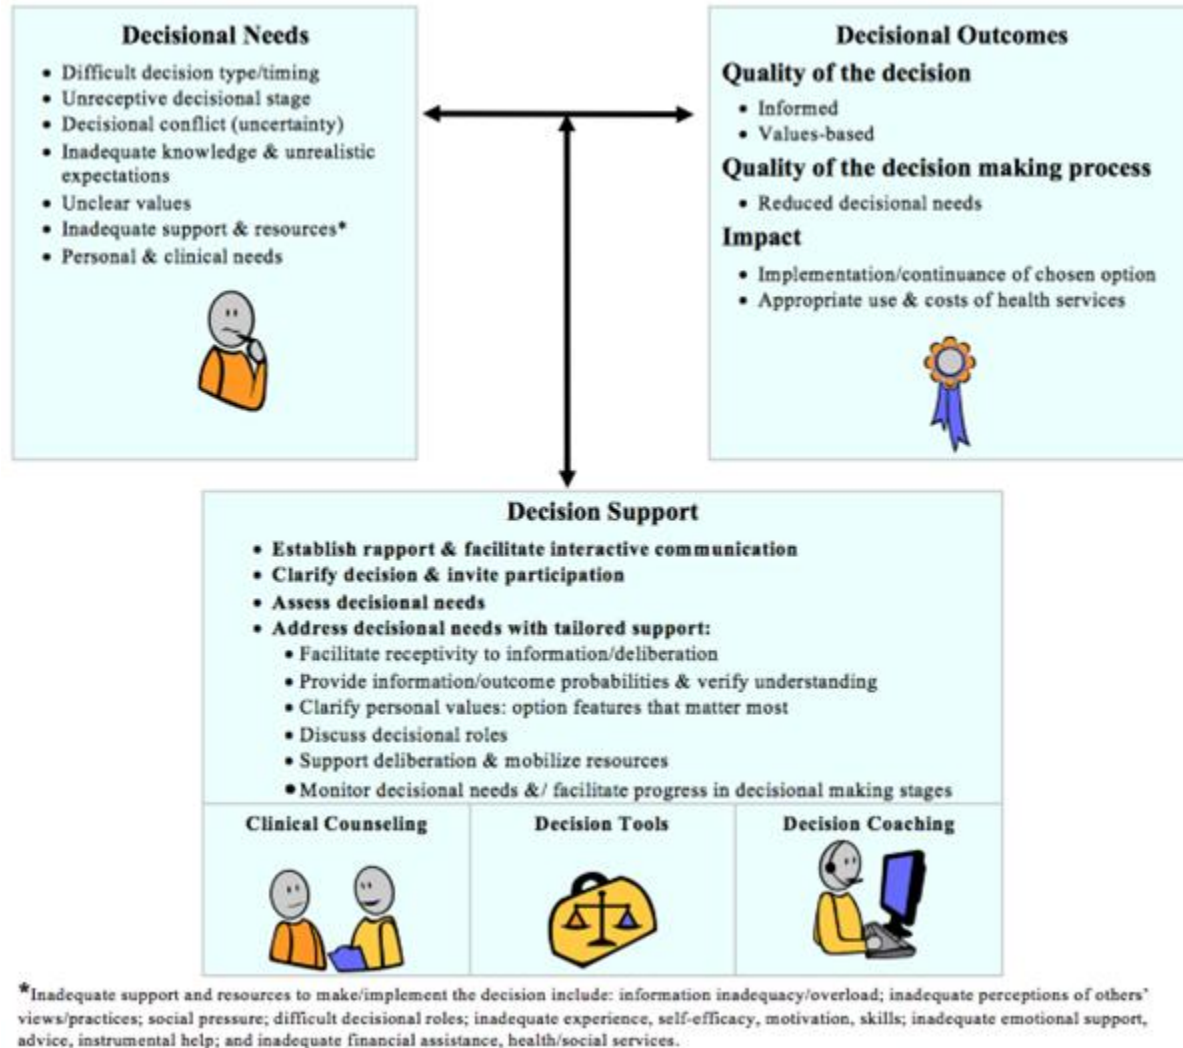 Decisional Needs
• Difficult decision type/timing
• Unreceptive decisional stage
• Decisional conflict (uncertainty)
• Inadequate knowledge & unrealistic
expectations
• Unclear values
• Inadequate support & resources*
• Personal & clinical needs
Decisional Outcomes
Quality of the decision
• Informed
• Values-based
Quality of the decision making process
• Reduced decisional needs
Impact
• Implementation/continuance of chosen option
• Appropriate use & costs of health services
Decision Support
• Establish rapport & facilitate interactive communication
• Clarify decision & invite participation
• Assess decisional needs
• Address decisional needs with tailored support:
• Facilitate receptivity to information/deliberation
• Provide information/outcome probabilities & verify understanding
• Clarify personal values: option features that matter most
• Discuss decisional roles
• Support deliberation & mobilize resources
• Monitor decisional needs &/ facilitate progress in decisional making stages
Clinical Counseling
Decision Tools
Decision Coaching
*Inadequate support and resources to make/implement the decision include: information inadequacy/overload; inadequate perceptions of others'
views/practices; social pressure; difficult decisional roles; inadequate experience, self-efficacy, motivation, skills; inadequate emotional support,
advice, instrumental help; and inadequate financial assistance, health/social services.